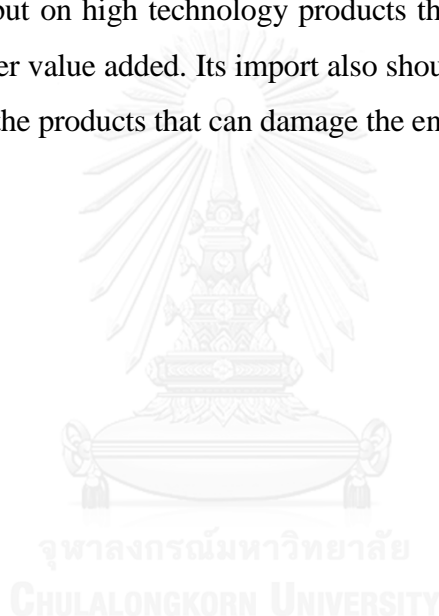 out on high technology products th
er value added. Its import also shou
the products that can damage the en
จุฬาลงกรณ์มหาวิทยาลัย
CHULALONGKORN UNIVERSITY